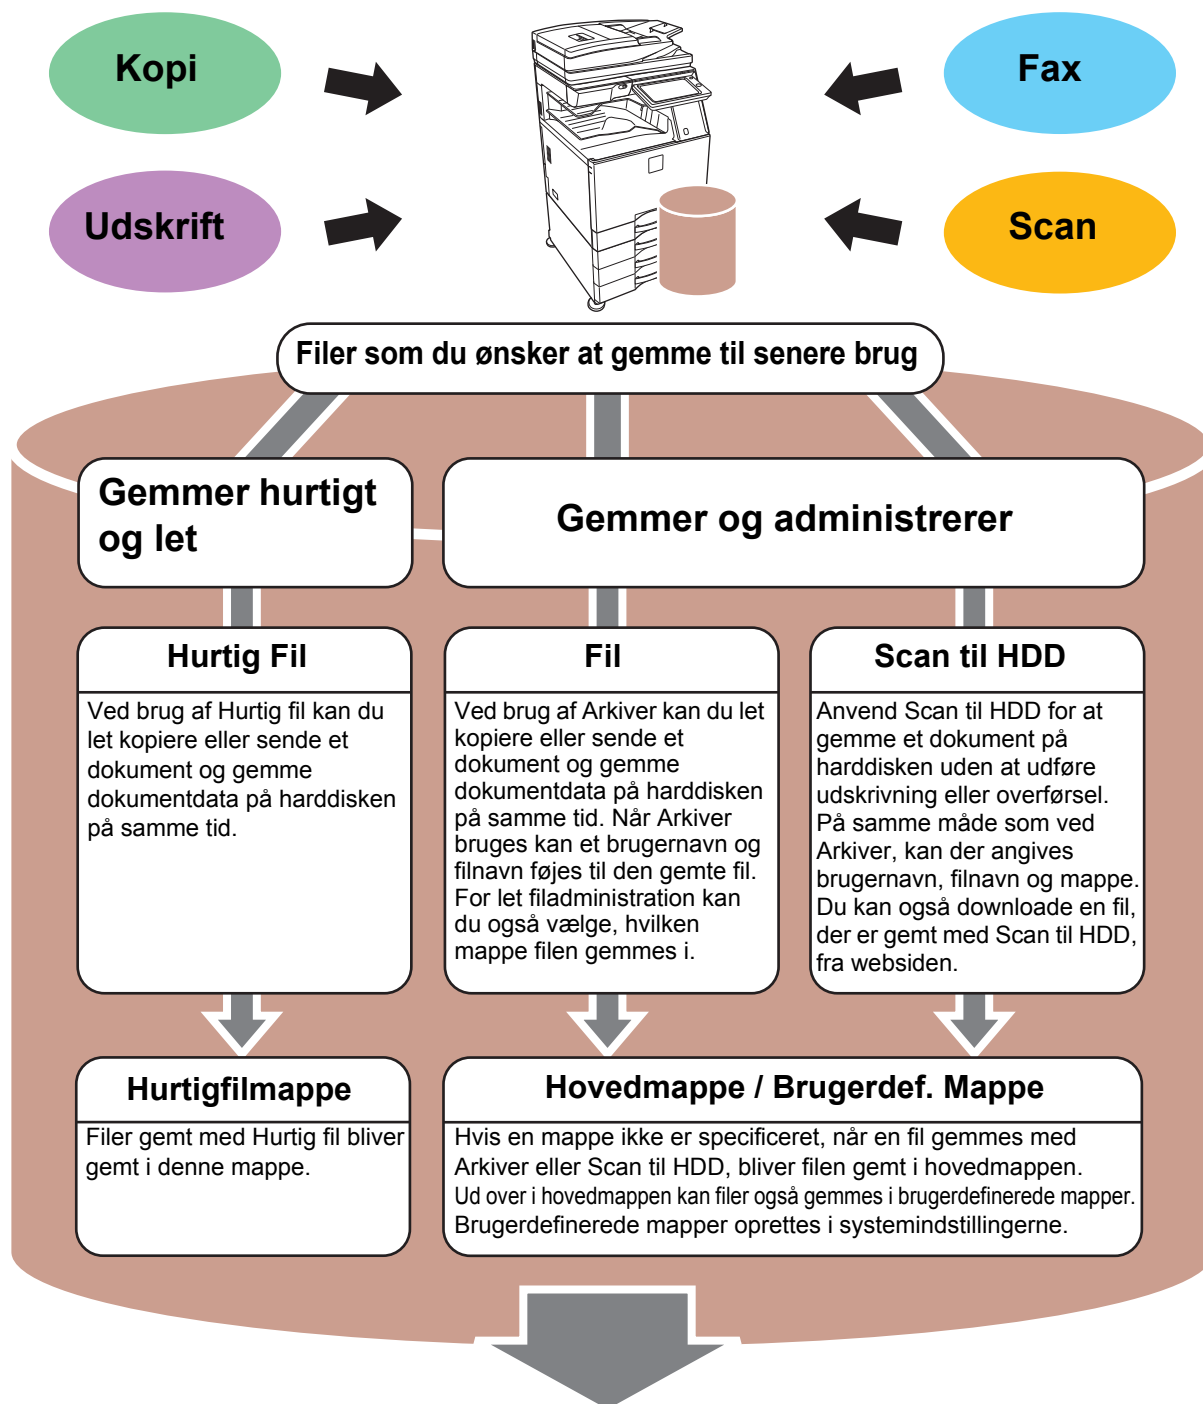 Kopi
Fax
Udskrift
Scan
Filer som du ønsker at gemme til senere brug
Gemmer hurtigt
og let
Gemmer og administrerer
Hurtig Fil
Ved brug af Hurtig fil kan du
let kopiere eller sende et
dokument og gemme
dokumentdata på harddisken
på samme tid.
Fil
Ved brug af Arkiver kan du let
kopiere eller sende et
dokument og gemme
dokumentdata på harddisken
på samme tid. Når Arkiver
bruges kan et brugernavn og
filnavn føjes til den gemte fil.
For let filadministration kan
du også vælge, hvilken
mappe filen gemmes i.
Scan til HDD
Anvend Scan til HDD for at
gemme et dokument på
harddisken uden at udføre
udskrivning eller overførsel.
På samme måde som ved
Arkiver, kan der angives
brugernavn, filnavn og mappe.
Du kan også downloade en fil,
der er gemt med Scan til HDD,
fra websiden.
Hurtigfilmappe
Filer gemt med Hurtig fil bliver
gemt i denne mappe.
Hovedmappe / Brugerdef. Mappe
Hvis en mappe ikke er specificeret, når en fil gemmes med
Arkiver eller Scan til HDD, bliver filen gemt i hovedmappen.
Ud over i hovedmappen kan filer også gemmes i brugerdefinerede mapper.
Brugerdefinerede mapper oprettes i systemindstillingerne.